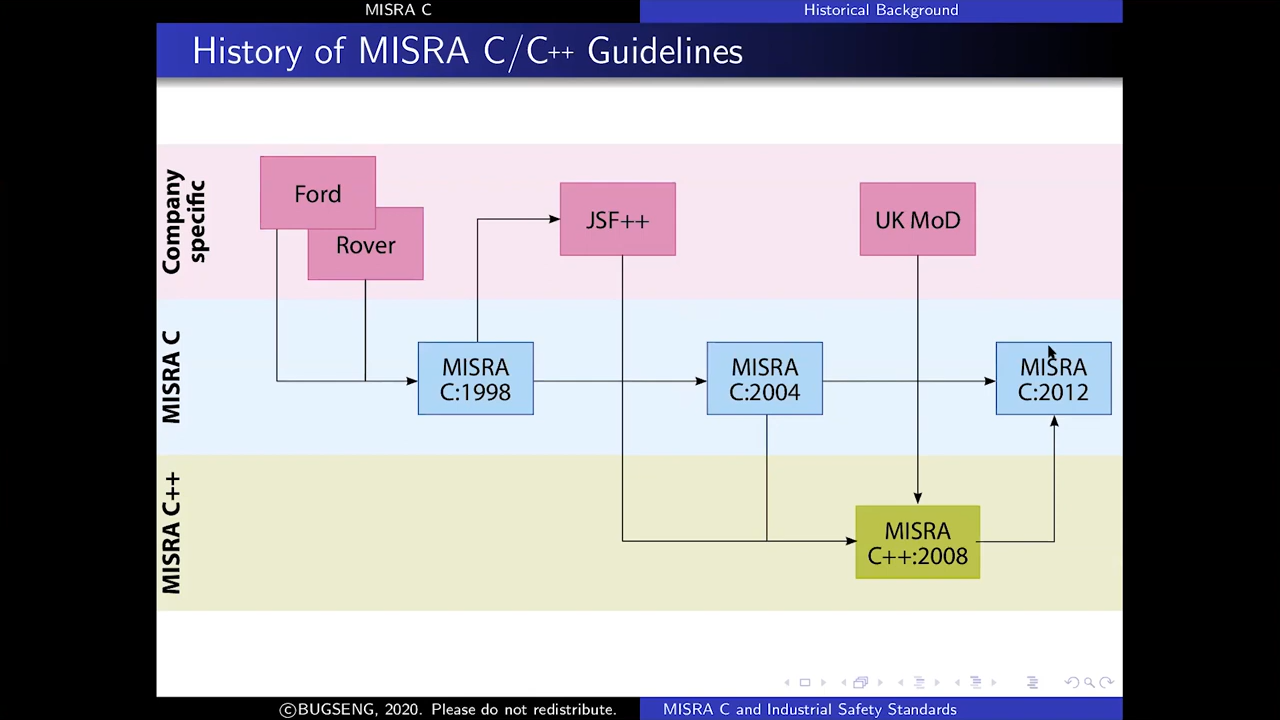 MISRA C
Historical Background
History of MISRA C/C++ Guidelines
Company
specific
Ford
Rover
JSF++
UK MoD
MISRA C
MISRA
C:1998
MISRA
C:2004
MISRA
C:2012
MISRA C++
MISRA
C++:2008
©BUGSENG, 2020. Please do not redistribute.
MISRA C and Industrial Safety Standards